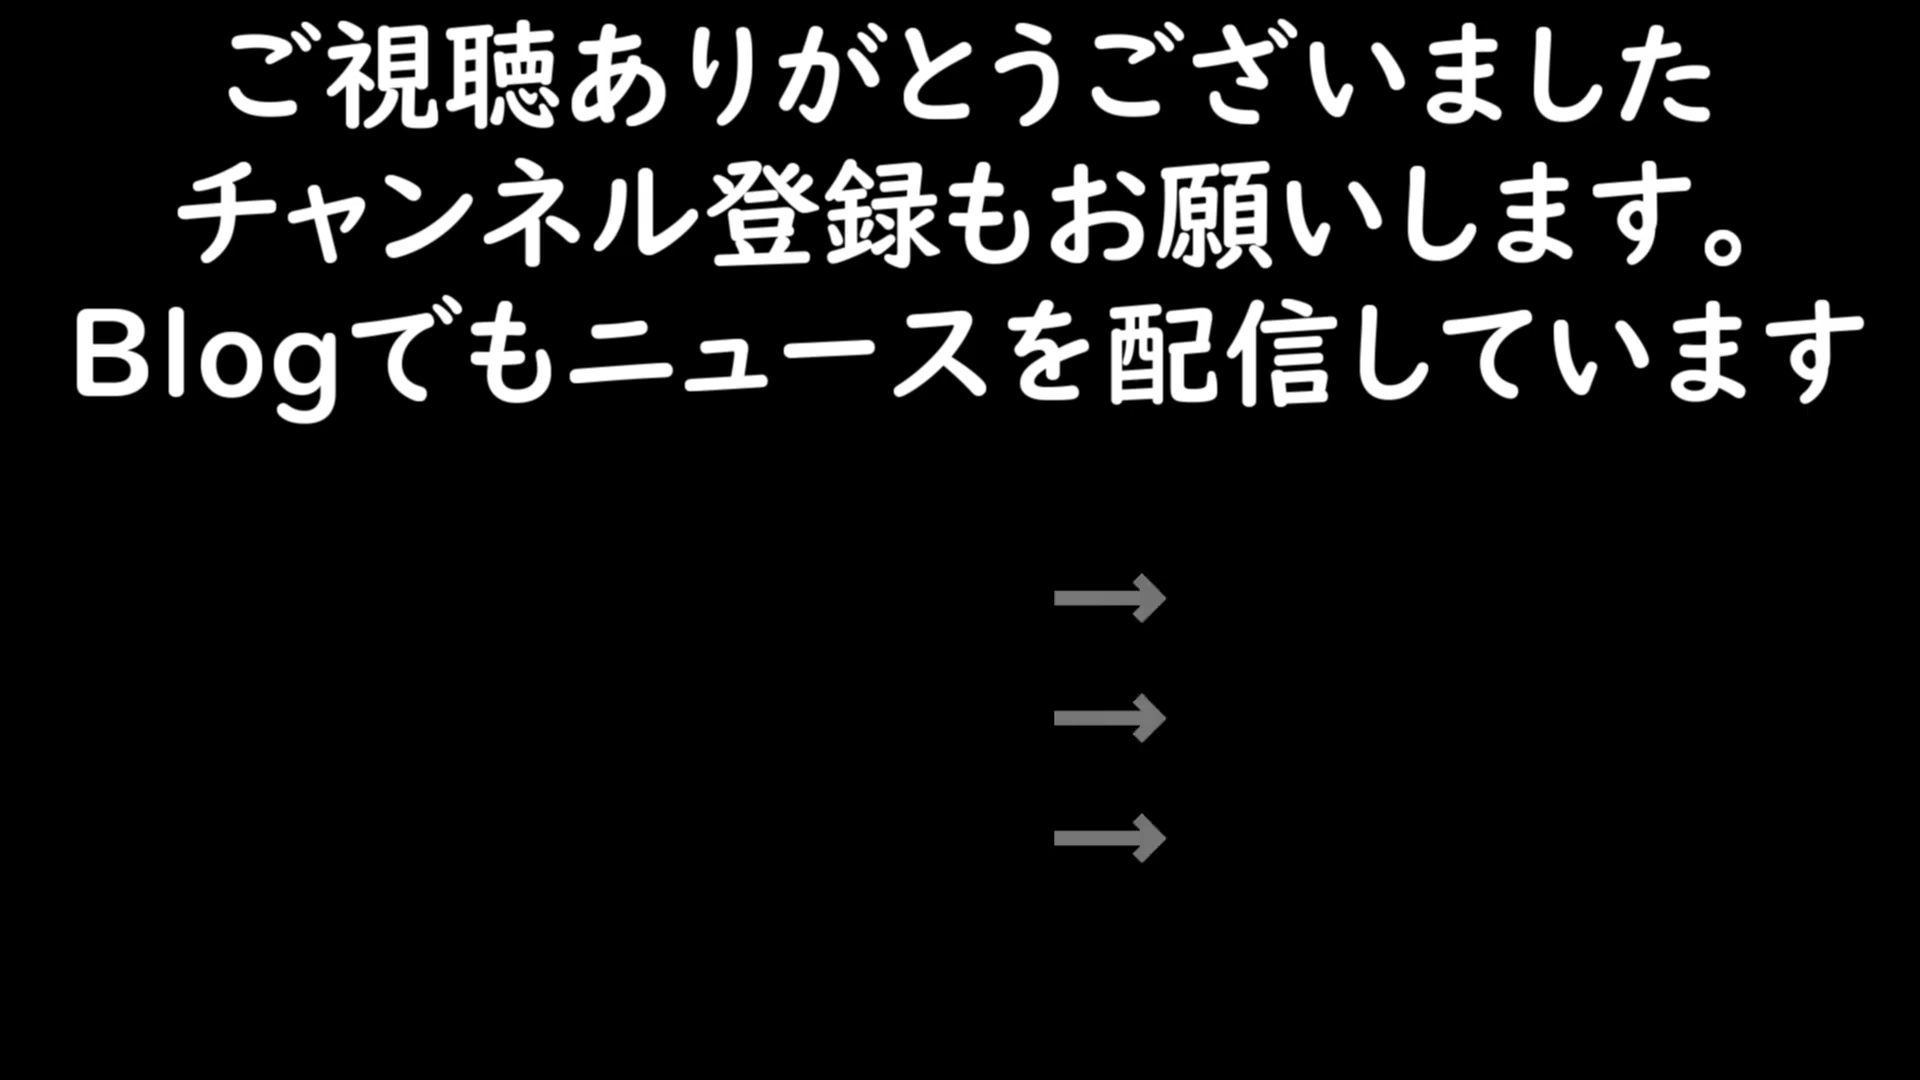 ご視聴ありがとうございました
チャンネル登録もお願いします。
Blogでもニュースを配信しています
→
→
→